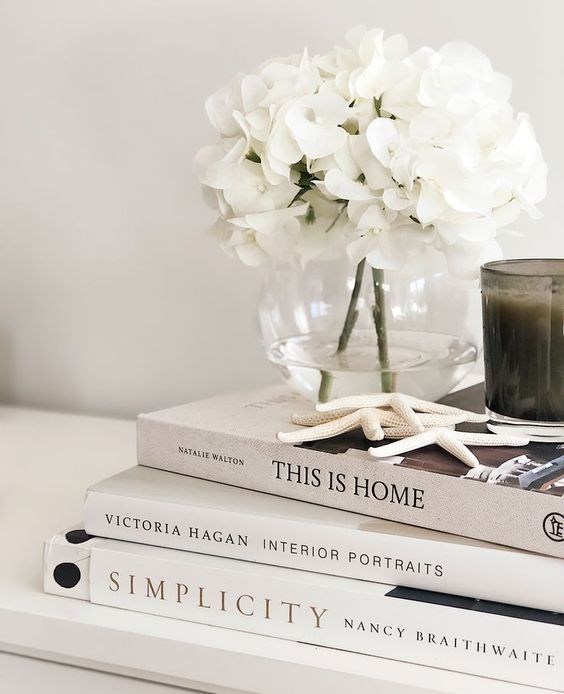 NATALIE WALTON THIS IS HOME
VICTORIA HAGAN INTERIOR PORTRAITS
SIMPLICITY NANCY BRAITHWAITE